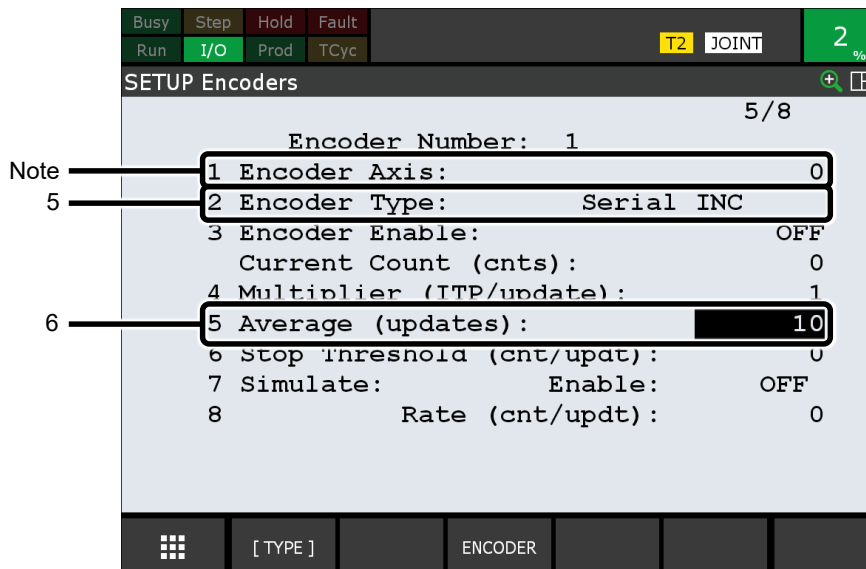 Busy Step Hold Fault
Run I/O Prod TCyc T2 JOINT 2 %
SETUP Encoders
5/8
Encoder Number: 1
Note 1 Encoder Axis: 0
5 2 Encoder Type: Serial INC
3 Encoder Enable: OFF
Current Count (cnts): 0
4 Multiplier (ITP/update): 1
6 5 Average (updates): 10
6 Stop Threshold (cnt/updt): 0
7 Simulate: Enable: OFF
8 Rate (cnt/updt): 0
[ TYPE ] ENCODER